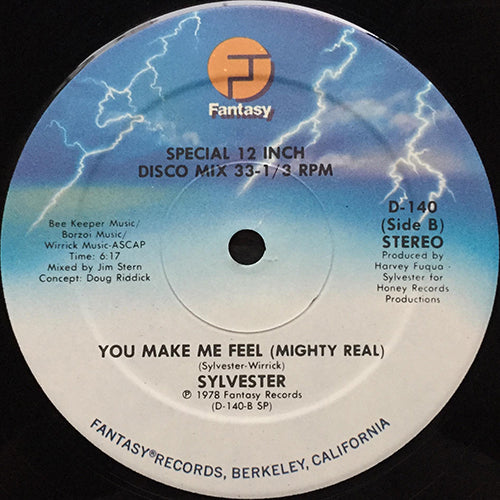 Fantasy
SPECIAL 12 INCH
DISCO MIX 33-1/3 RPM
Bee Keeper Music/
Borzoi Music/
Wirrick Music-ASCAP
Time: 6:17
Mixed by Jim Stern
Concept: Doug Riddick
D-140
(Side B)
STEREO
Produced by
Harvey Fuqua -
Sylvester for
Honey Records
Productions
YOU MAKE ME FEEL (MIGHTY REAL)
(Sylvester-Wirrick)
SYLVESTER
℗ 1978 Fantasy Records
(D-140-B SP)
FANTASY® RECORDS, BERKELEY, CALIFORNIA